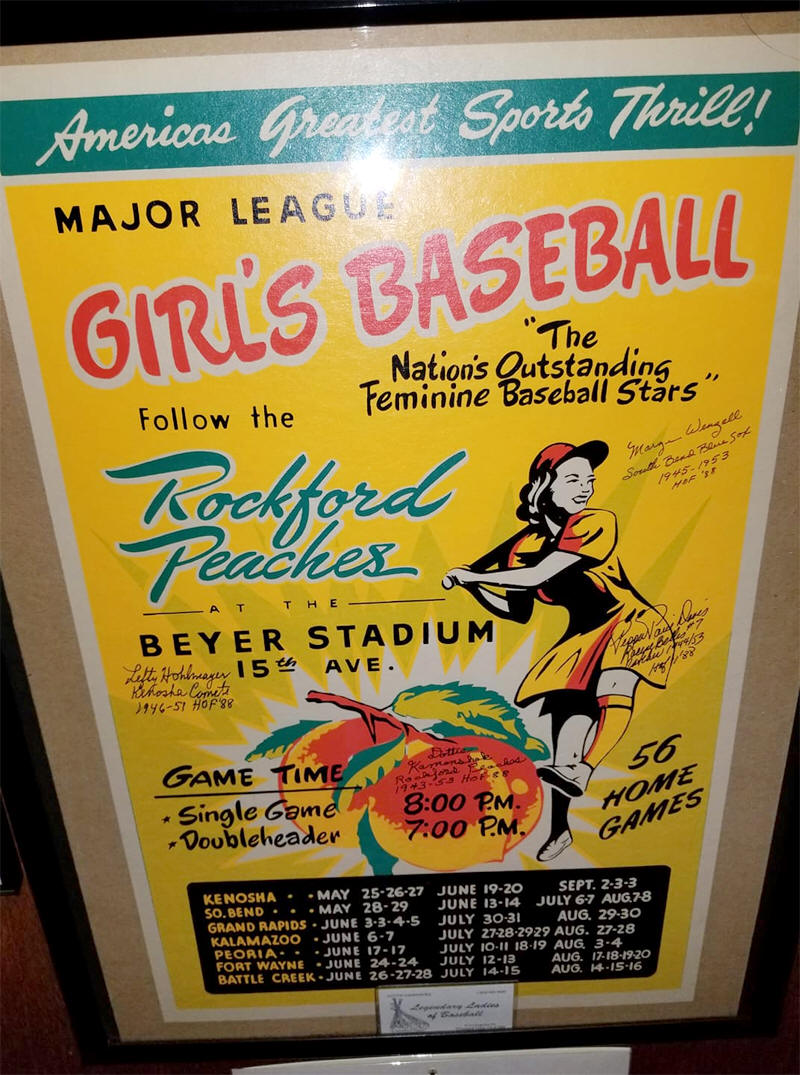 Americas Greatest Sports Thrill!
MAJOR LEAGUE
GIRL'S BASEBALL
"The
Nation's Outstanding
Feminine Baseball Stars"
Follow the
Rockford
Peaches
AT THE
BEYER STADIUM
15th AVE.
Marge Wenzell
South Bend Blue Sox
1945-1953
HOF '88
Lefty Hohlmayer
Kenosha Comets
1946-51 HOF '88
Dottie
Kamenshek
Rockford Peaches
1943-53 HOF 88
GAME TIME
* Single Game 8:00 P.M.
* Doubleheader 7:00 P.M.
56
HOME
GAMES
KENOSHA · · MAY 25-26-27 JUNE 19-20 SEPT. 2-3-3
SO. BEND · · · MAY 28-29 JUNE 13-14 JULY 6-7 AUG. 7-8
GRAND RAPIDS · JUNE 3-3-4-5 JULY 30-31 AUG. 29-30
KALAMAZOO · JUNE 6-7 JULY 27-28-29 29 AUG. 27-28
PEORIA · · JUNE 17-17 JULY 10-11 18-19 AUG. 3-4
FORT WAYNE · JUNE 24-24 JULY 12-13 AUG. 17-18-19-20
BATTLE CREEK · JUNE 26-27-28 JULY 14-15 AUG. 14-15-16
Legendary Ladies
of Baseball